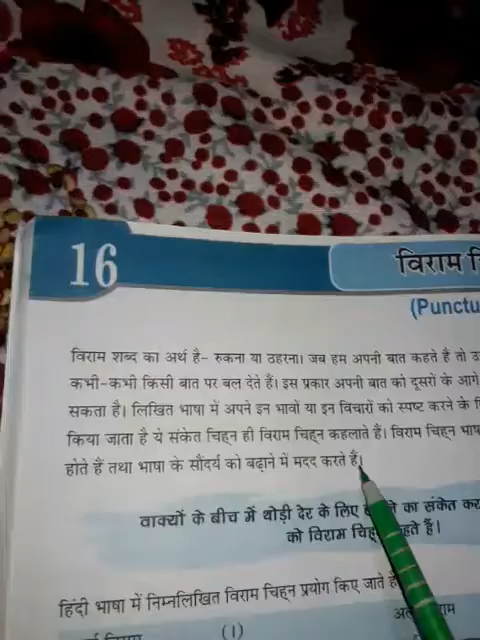 16
विराम
(Punctu
विराम शब्द का अर्थ है- रुकना या ठहरना। जब हम अपनी बात कहते हैं तो
कभी-कभी किसी बात पर बल देते हैं। इस प्रकार अपनी बात को दूसरों के आगे
सकता है। लिखित भाषा में अपने इन भावों या इन विचारों को स्पष्ट करने के
किया जाता है ये संकेत चिह्न ही विराम चिह्न कहलाते हैं। विराम चिह्न भाष
होते हैं तथा भाषा के सौंदर्य को बढ़ाने में मदद करते हैं।
वाक्यों के बीच में थोड़ी देर के लिए का संकेत कर
को विराम चिह् हते हैं।
हिंदी भाषा में निम्नलिखित विराम चिह्न प्रयोग किए जाते
(।)